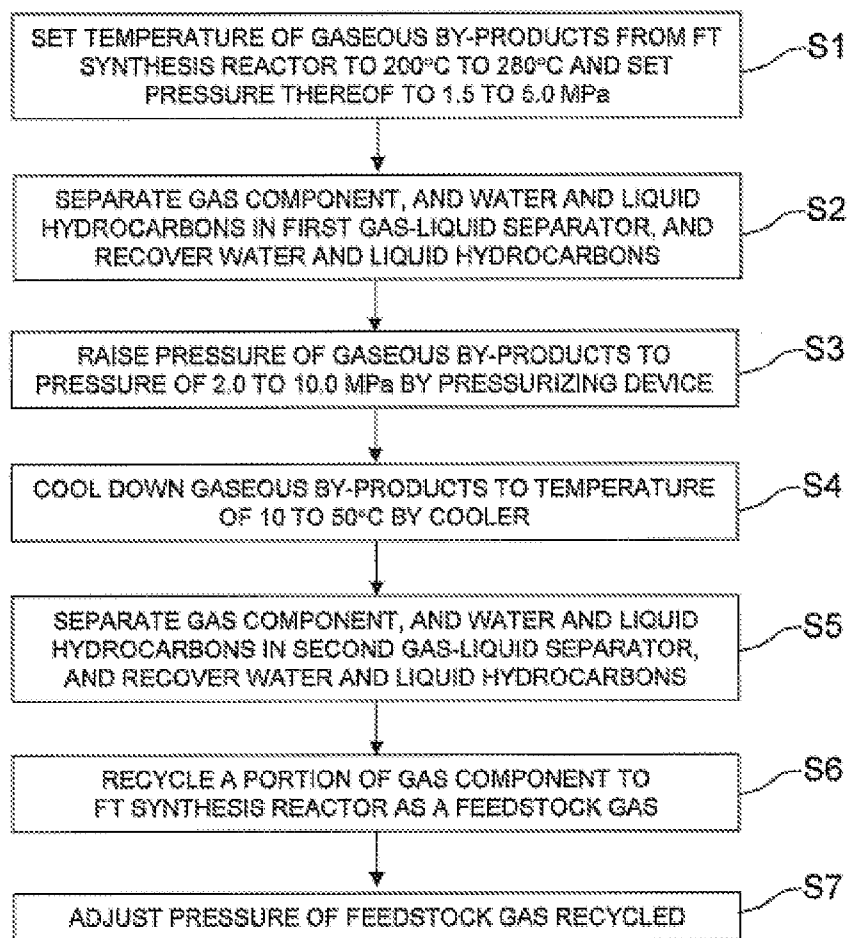 SET TEMPERATURE OF GASEOUS BY-PRODUCTS FROM FT
SYNTHESIS REACTOR TO 200°C TO 280°C AND SET
PRESSURE THEREOF TO 1.5 TO 5.0 MPa
S1
SEPARATE GAS COMPONENT, AND WATER AND LIQUID
HYDROCARBONS IN FIRST GAS-LIQUID SEPARATOR, AND
RECOVER WATER AND LIQUID HYDROCARBONS
S2
RAISE PRESSURE OF GASEOUS BY-PRODUCTS TO
PRESSURE OF 2.0 TO 10.0 MPa BY PRESSURIZING DEVICE
S3
COOL DOWN GASEOUS BY-PRODUCTS TO TEMPERATURE
OF 10 TO 50°C BY COOLER
S4
SEPARATE GAS COMPONENT, AND WATER AND LIQUID
HYDROCARBONS IN SECOND GAS-LIQUID SEPARATOR,
AND RECOVER WATER AND LIQUID HYDROCARBONS
S5
RECYCLE A PORTION OF GAS COMPONENT TO
FT SYNTHESIS REACTOR AS A FEEDSTOCK GAS
S6
ADJUST PRESSURE OF FEEDSTOCK GAS RECYCLED
S7